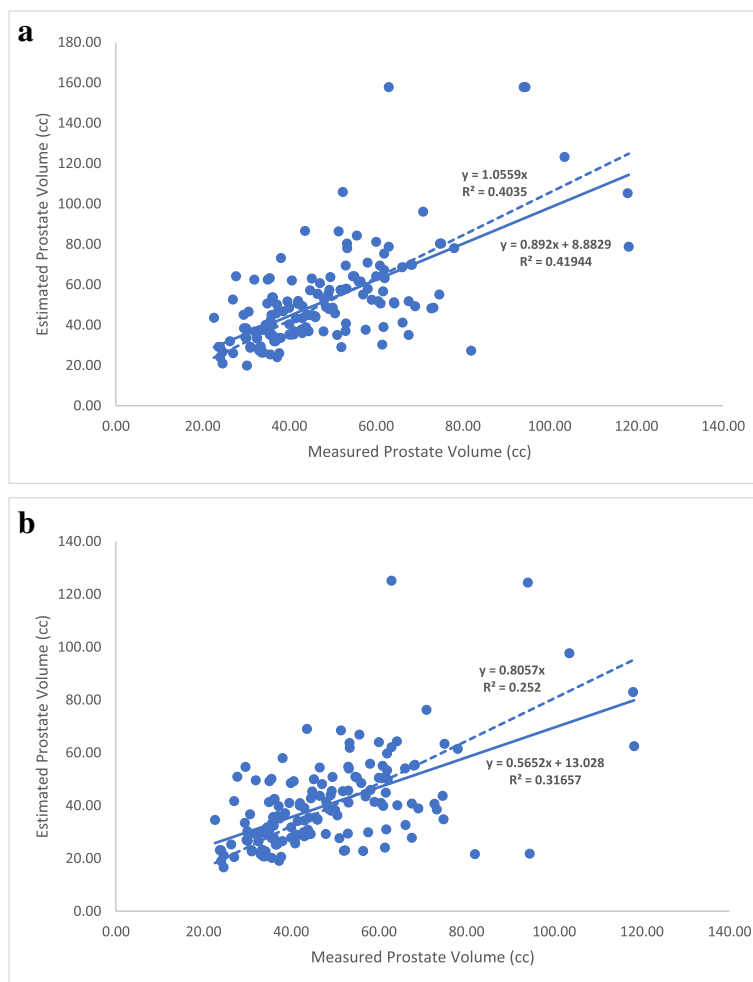 a
180.00
160.00
140.00
120.00
100.00
80.00
60.00
40.00
20.00
0.00
Estimated Prostate Volume (cc)
y = 1.0559x
R² = 0.4035
y = 0.892x + 8.8829
R² = 0.41944
0.00 20.00 40.00 60.00 80.00 100.00 120.00 140.00
Measured Prostate Volume (cc)
b
140.00
120.00
100.00
80.00
60.00
40.00
20.00
0.00
Estimated Prostate Volume (cc)
y = 0.8057x
R² = 0.252
y = 0.5652x + 13.028
R² = 0.31657
0.00 20.00 40.00 60.00 80.00 100.00 120.00 140.00
Measured Prostate Volume (cc)